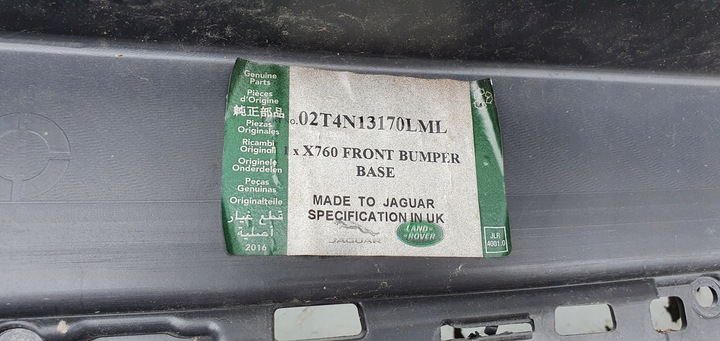 Genuine
Parts
Pièces
d'Origine
純正部品
Piezas
Originales
Ricambi
Originali
Originele
Onderdelen
Peças
Genuinas
Originalteile
قطع غيار
أصلية
2016
.02T4N13170LML
x X760 FRONT BUMPER
BASE
MADE TO JAGUAR
SPECIFICATION IN UK
JAGUAR
LAND
ROVER
JLR
4001.0